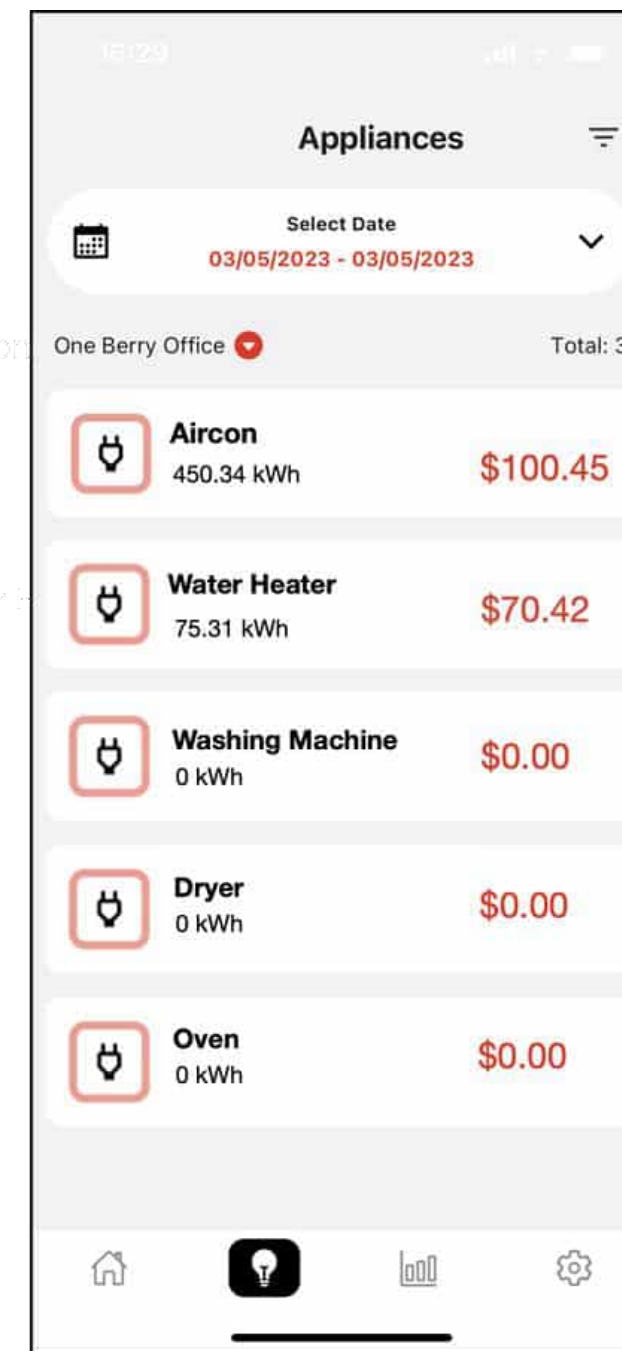 16:29
Appliances
Select Date
03/05/2023 - 03/05/2023
One Berry Office
Total: 3
Aircon
450.34 kWh
$100.45
Water Heater
75.31 kWh
$70.42
Washing Machine
0 kWh
$0.00
Dryer
0 kWh
$0.00
Oven
0 kWh
$0.00